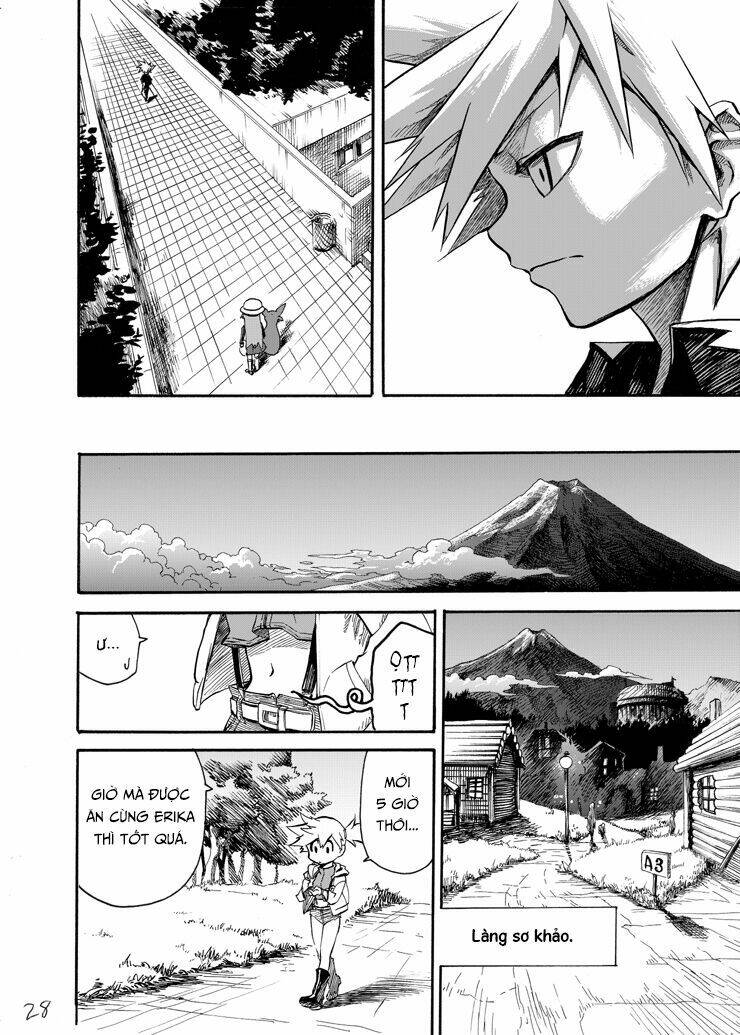 Ư...
ỌTT
TTT
T
A3
Làng sơ khảo.
MỚI
5 GIỜ
THÔI...
GIỜ MÀ ĐƯỢC
ĂN CÙNG ERIKA
THÌ TỐT QUÁ.
28